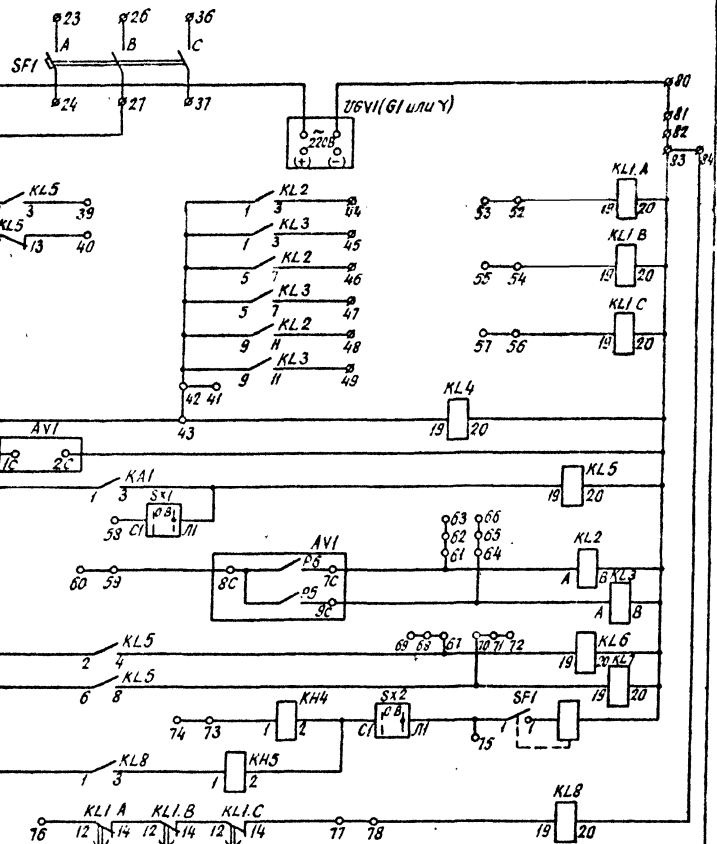 23 26 36
A B C
SF1
24 27 37
UGV1 (G1 или Y)
~
220В
(+) (−)
80
81
82
83 84
KL5
3 39
KL5
13 40
KL2
1 3 44
KL3
1 3 45
KL2
5 7 46
KL3
5 7 47
KL2
9 11 48
KL3
9 11 49
42 41
43
KL1.A
53 52 19 20
KL1.B
55 54 19 20
KL1.C
57 56 19 20
KL4
19 20
AV1
1C 2C
KA1
1 3
SX1
О В
58 С1 Л1
KL5
19 20
63 66
62 65
61 64
AV1
60 59 8C P6 7C
P5 9C
KL2
A B
KL3
A B
KL5
2 4
69 68 67 70 71 72
KL6
19 20
KL5
6 8
KL7
19 20
KH4
74 73 1 2
SX2
О В
С1 Л1
75
SF1
1 1
KL8
1 3
KH5
1 2
KL1.A KL1.B KL1.C
76 12 14 12 14 12 14 77 78
KL8
19 20